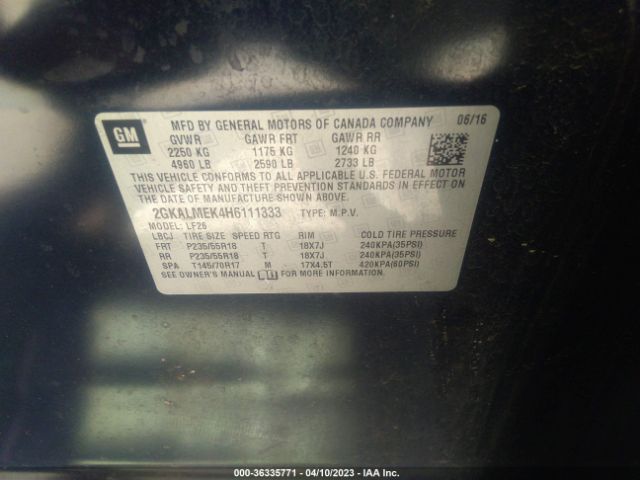 GM
MFD BY GENERAL MOTORS OF CANADA COMPANY 06/16
GVWR GAWR FRT GAWR RR
2250 KG 1175 KG 1240 KG
4960 LB 2590 LB 2733 LB
THIS VEHICLE CONFORMS TO ALL APPLICABLE U.S. FEDERAL MOTOR
VEHICLE SAFETY AND THEFT PREVENTION STANDARDS IN EFFECT ON
THE DATE OF MANUFACTURE SHOWN ABOVE.
2GKALMEK4H6111333 TYPE: M.P.V.
LBCJ LF26
TIRE SIZE SPEED RTG RIM COLD TIRE PRESSURE
FRT P235/55R18 T 18X7J 240KPA(35PSI)
RR P235/55R18 T 18X7J 240KPA(35PSI)
SPA T145/70R17 M 17X4.5T 420KPA(60PSI)
SEE OWNER'S MANUAL
000-36335771 - 04/10/2023 - IAA Inc.